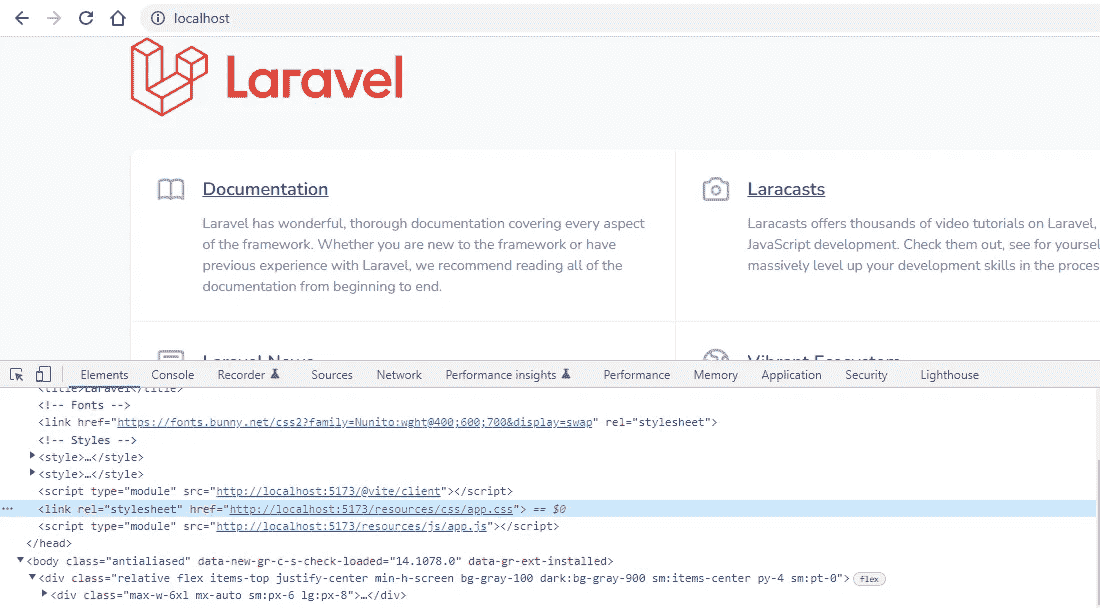 localhost
Laravel
Documentation
Laravel has wonderful, thorough documentation covering every aspect
of the framework. Whether you are new to the framework or have
previous experience with Laravel, we recommend reading all of the
documentation from beginning to end.
Laracasts
Laracasts offers thousands of video tutorials on Laravel,
JavaScript development. Check them out, see for yoursel
massively level up your development skills in the proces
Laravel News
Vibrant Ecosystem
Elements Console Recorder Sources Network Performance insights Performance Memory Application Security Lighthouse
<title>Laravel</title>
<!-- Fonts -->
<link href="https://fonts.bunny.net/css2?family=Nunito:wght@400;600;700&display=swap" rel="stylesheet">
<!-- Styles -->
<style>…</style>
<style>…</style>
<script type="module" src="http://localhost:5173/@vite/client"></script>
<link rel="stylesheet" href="http://localhost:5173/resources/css/app.css"> == $0
<script type="module" src="http://localhost:5173/resources/js/app.js"></script>
</head>
<body class="antialiased" data-new-gr-c-s-check-loaded="14.1078.0" data-gr-ext-installed>
<div class="relative flex items-top justify-center min-h-screen bg-gray-100 dark:bg-gray-900 sm:items-center py-4 sm:pt-0"> flex
<div class="max-w-6xl mx-auto sm:px-6 lg:px-8">…</div>